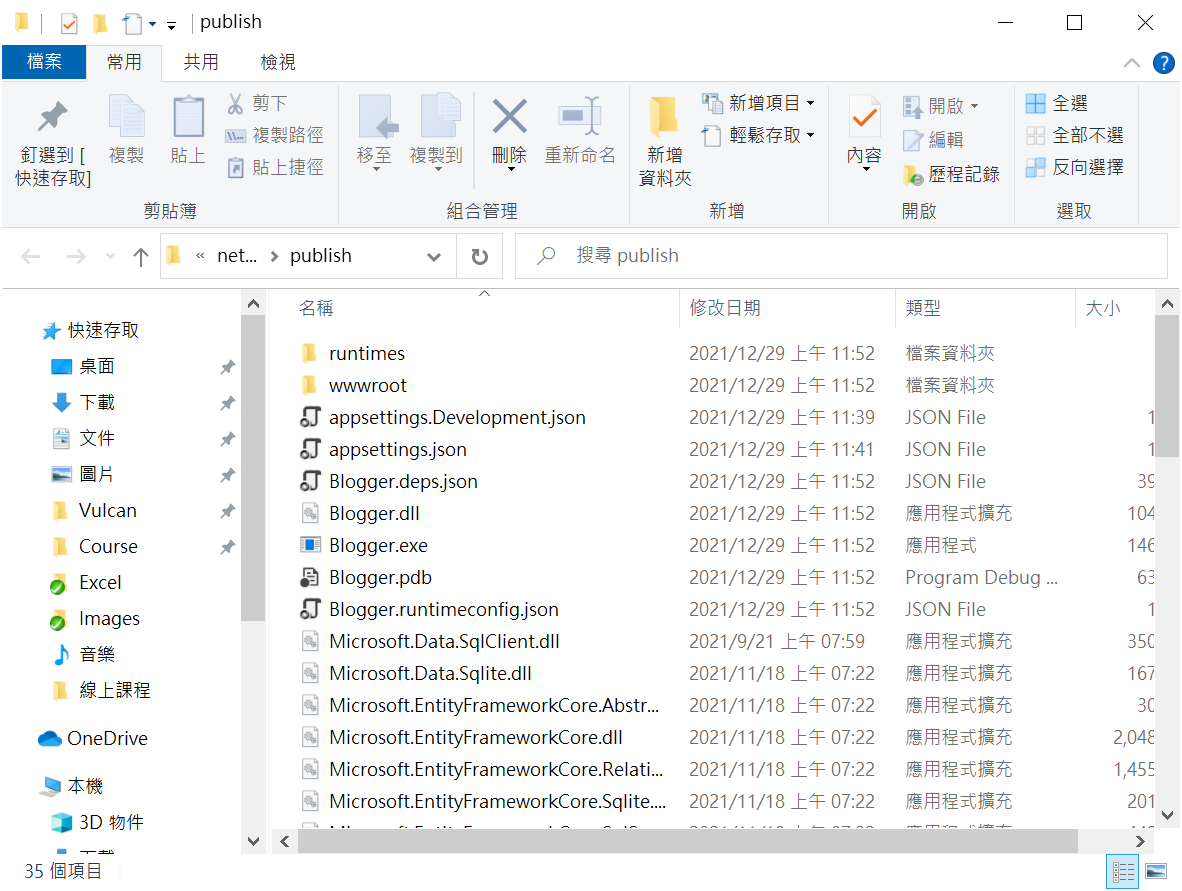 publish
檔案 常用 共用 檢視
釘選到 [快速存取] 複製 貼上 剪下 複製路徑 貼上捷徑
剪貼簿
移至 複製到 刪除 重新命名
組合管理
新增資料夾 新增項目 輕鬆存取
新增
內容 開啟 編輯 歷程記錄
開啟
全選 全部不選 反向選擇
選取
« net... > publish
搜尋 publish
快速存取
桌面
下載
文件
圖片
Vulcan
Course
Excel
Images
音樂
線上課程
OneDrive
本機
3D 物件
名稱 修改日期 類型 大小
runtimes 2021/12/29 上午 11:52 檔案資料夾
wwwroot 2021/12/29 上午 11:52 檔案資料夾
appsettings.Development.json 2021/12/29 上午 11:39 JSON File 1
appsettings.json 2021/12/29 上午 11:41 JSON File 1
Blogger.deps.json 2021/12/29 上午 11:52 JSON File 39
Blogger.dll 2021/12/29 上午 11:52 應用程式擴充 104
Blogger.exe 2021/12/29 上午 11:52 應用程式 146
Blogger.pdb 2021/12/29 上午 11:52 Program Debug ... 63
Blogger.runtimeconfig.json 2021/12/29 上午 11:52 JSON File 1
Microsoft.Data.SqlClient.dll 2021/9/21 上午 07:59 應用程式擴充 350
Microsoft.Data.Sqlite.dll 2021/11/18 上午 07:22 應用程式擴充 167
Microsoft.EntityFrameworkCore.Abstr... 2021/11/18 上午 07:22 應用程式擴充 30
Microsoft.EntityFrameworkCore.dll 2021/11/18 上午 07:22 應用程式擴充 2,048
Microsoft.EntityFrameworkCore.Relati... 2021/11/18 上午 07:22 應用程式擴充 1,455
Microsoft.EntityFrameworkCore.Sqlite.... 2021/11/18 上午 07:22 應用程式擴充 201
35 個項目